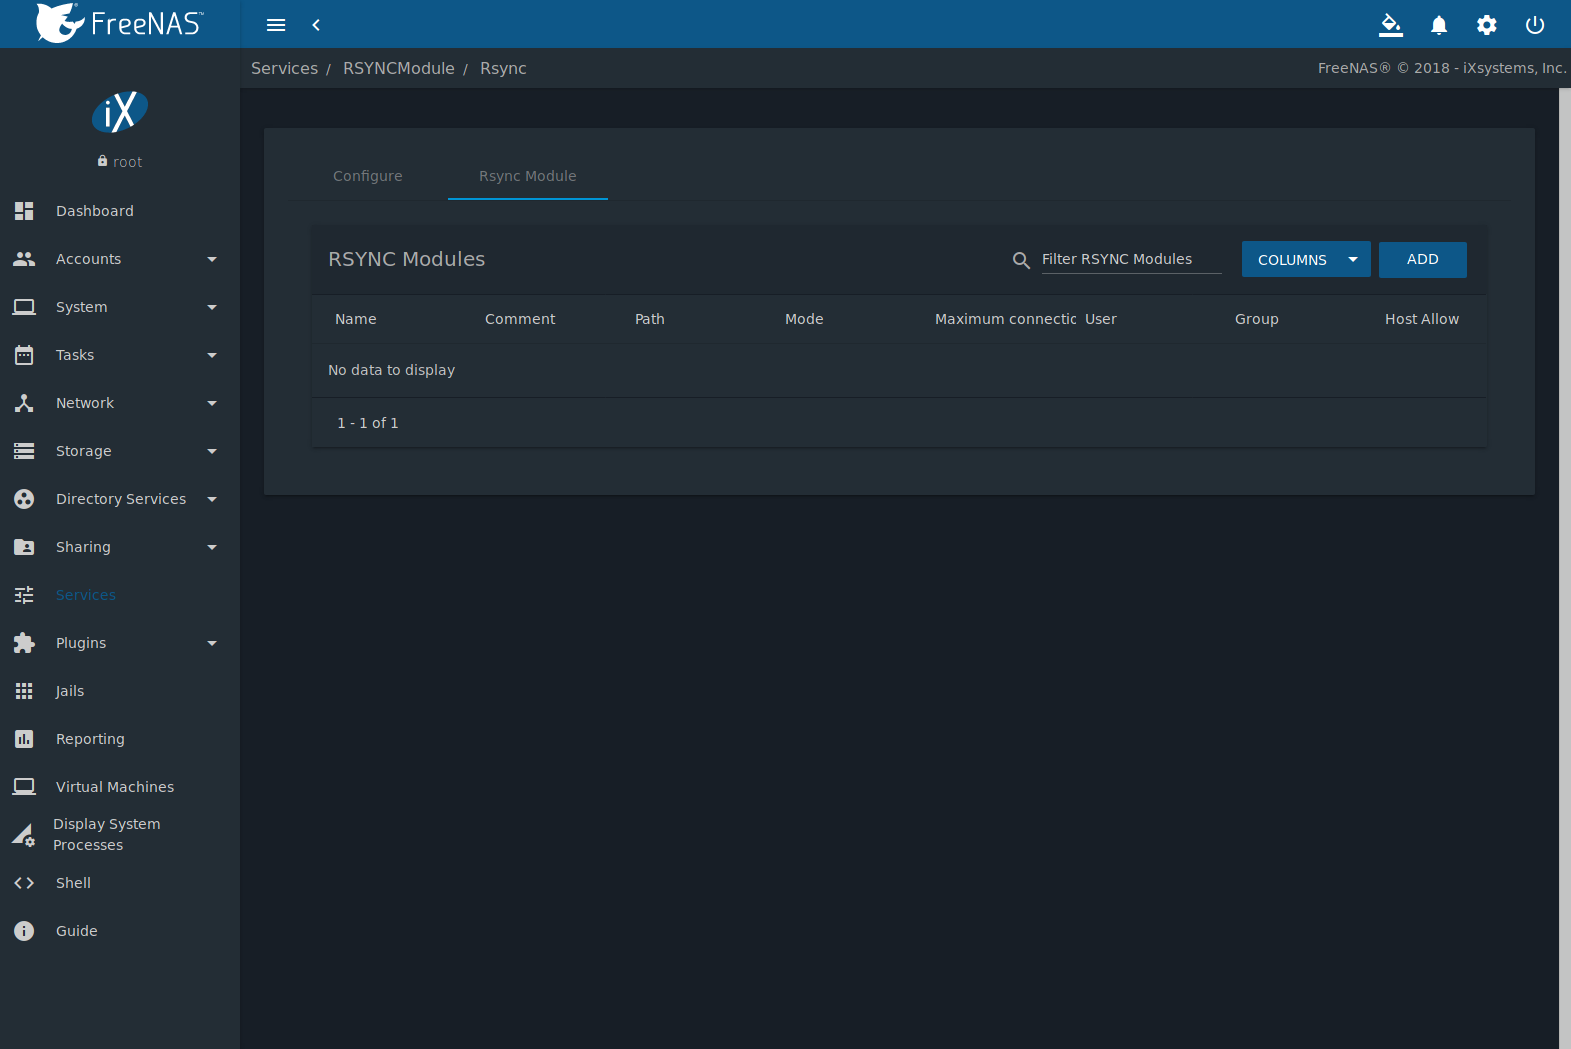 FreeNAS™
Services / RSYNCModule / Rsync
FreeNAS® © 2018 - iXsystems, Inc.
iX
root
Dashboard
Accounts
System
Tasks
Network
Storage
Directory Services
Sharing
Services
Plugins
Jails
Reporting
Virtual Machines
Display System
Processes
Shell
Guide
Configure
Rsync Module
RSYNC Modules
Filter RSYNC Modules
COLUMNS
ADD
Name Comment Path Mode Maximum connectic User Group Host Allow
No data to display
1 - 1 of 1